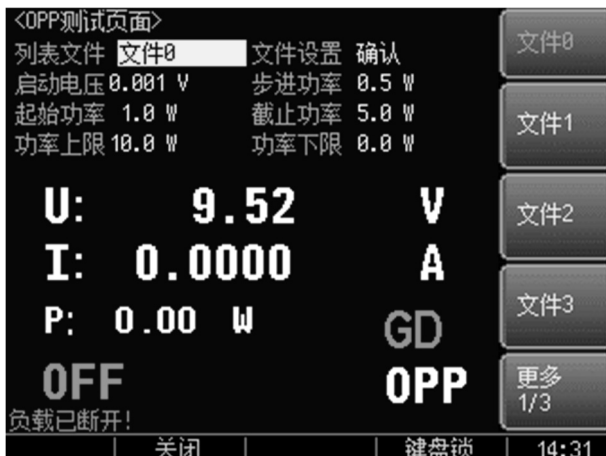 <OPP测试页面>
列表文件 文件0 文件设置 确认
启动电压 0.001 V 步进功率 0.5 W
起始功率 1.0 W 截止功率 5.0 W
功率上限 10.0 W 功率下限 0.0 W
U: 9.52 V
I: 0.0000 A
P: 0.00 W GD
OFF OPP
负载已断开!
关闭 键盘锁 14:31
文件0
文件1
文件2
文件3
更多
1/3